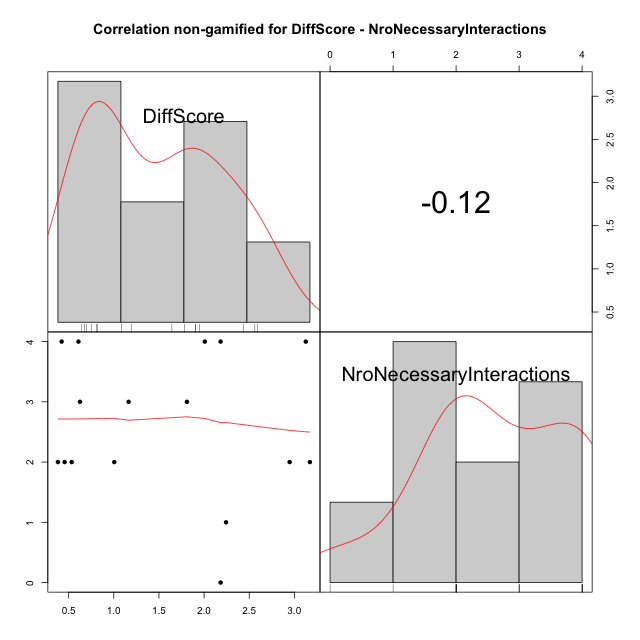 Correlation non-gamified for DiffScore - NroNecessaryInteractions
0 1 2 3 4
DiffScore
-0.12
0.5 1.0 1.5 2.0 2.5 3.0
0 1 2 3 4
NroNecessaryInteractions
0.5 1.0 1.5 2.0 2.5 3.0